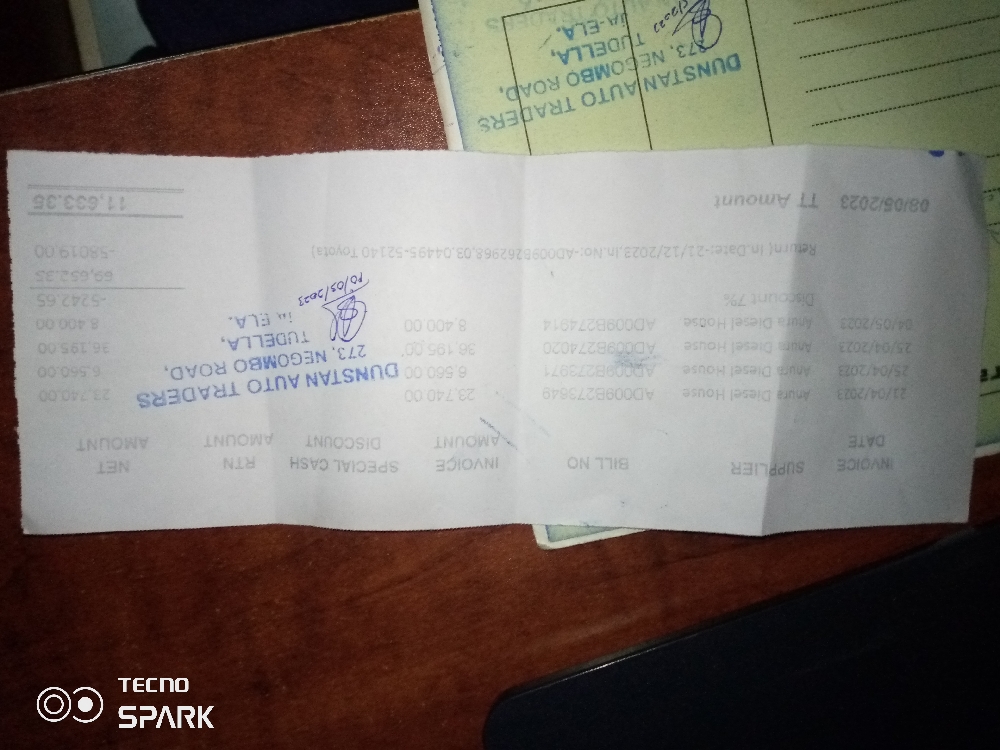 INVOICE SUPPLIER BILL NO INVOICE SPECIAL CASH RTN NET
DATE AMOUNT DISCOUNT AMOUNT AMOUNT
21/04/2023 Anura Diesel House AD009B273649 23,740.00 23,740.00
25/04/2023 Anura Diesel House AD009B273971 6,560.00 6,560.00
25/04/2023 Anura Diesel House AD009B274020 36,195.00 36,195.00
04/05/2023 Anura Diesel House AD009B274914 8,400.00 8,400.00
Discount 7% -5242.65
69,652.35
Return( In.Date:-21/12/2023.In.No:-AD009B262968,03.04495-52140 Toyota) -58019.00
08/05/2023 TT Amount 11,633.35
DUNSTAN AUTO TRADERS
273, NEGOMBO ROAD,
TUDELLA,
Ja ELA.
DUNSTAN AUTO TRADERS
273, NEGOMBO ROAD,
TUDELLA,
Ja ELA.
TECNO
SPARK